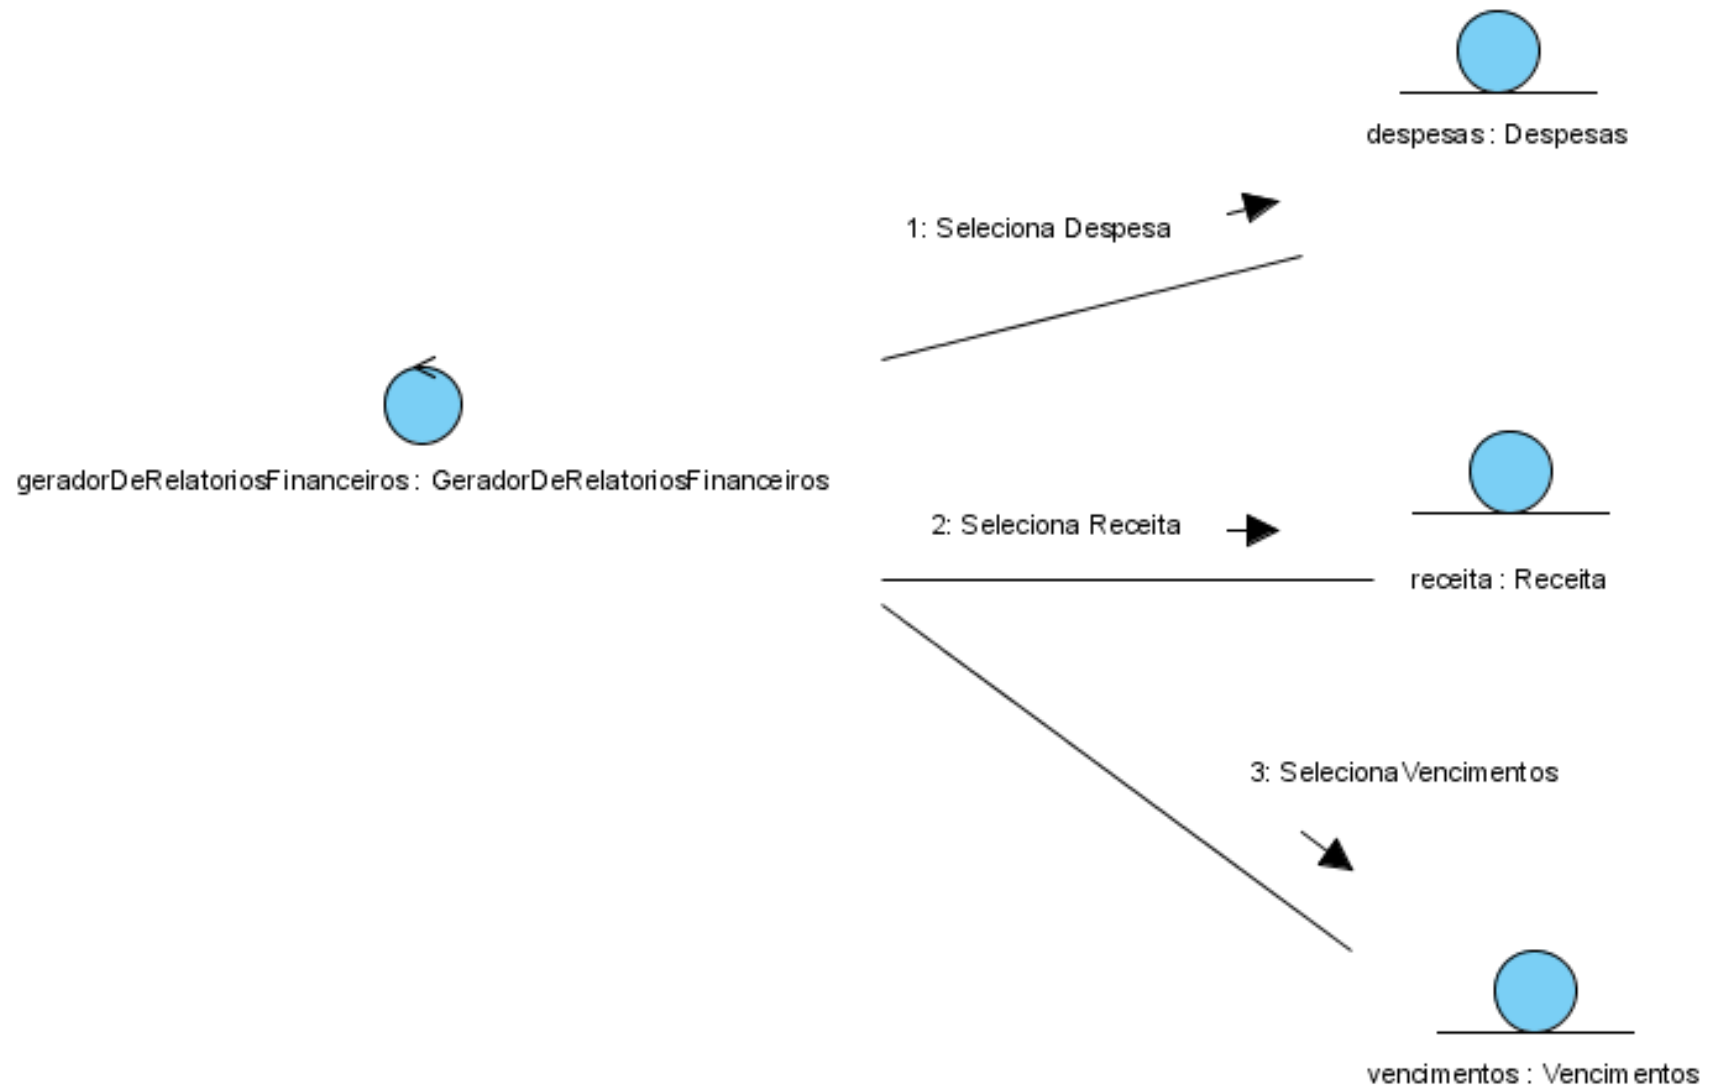 despesas : Despesas
1: Seleciona Despesa
geradorDeRelatoriosFinanceiros : GeradorDeRelatoriosFinanceiros
2: Seleciona Receita
receita : Receita
3: Seleciona Vencimentos
vencimentos : Vencimentos